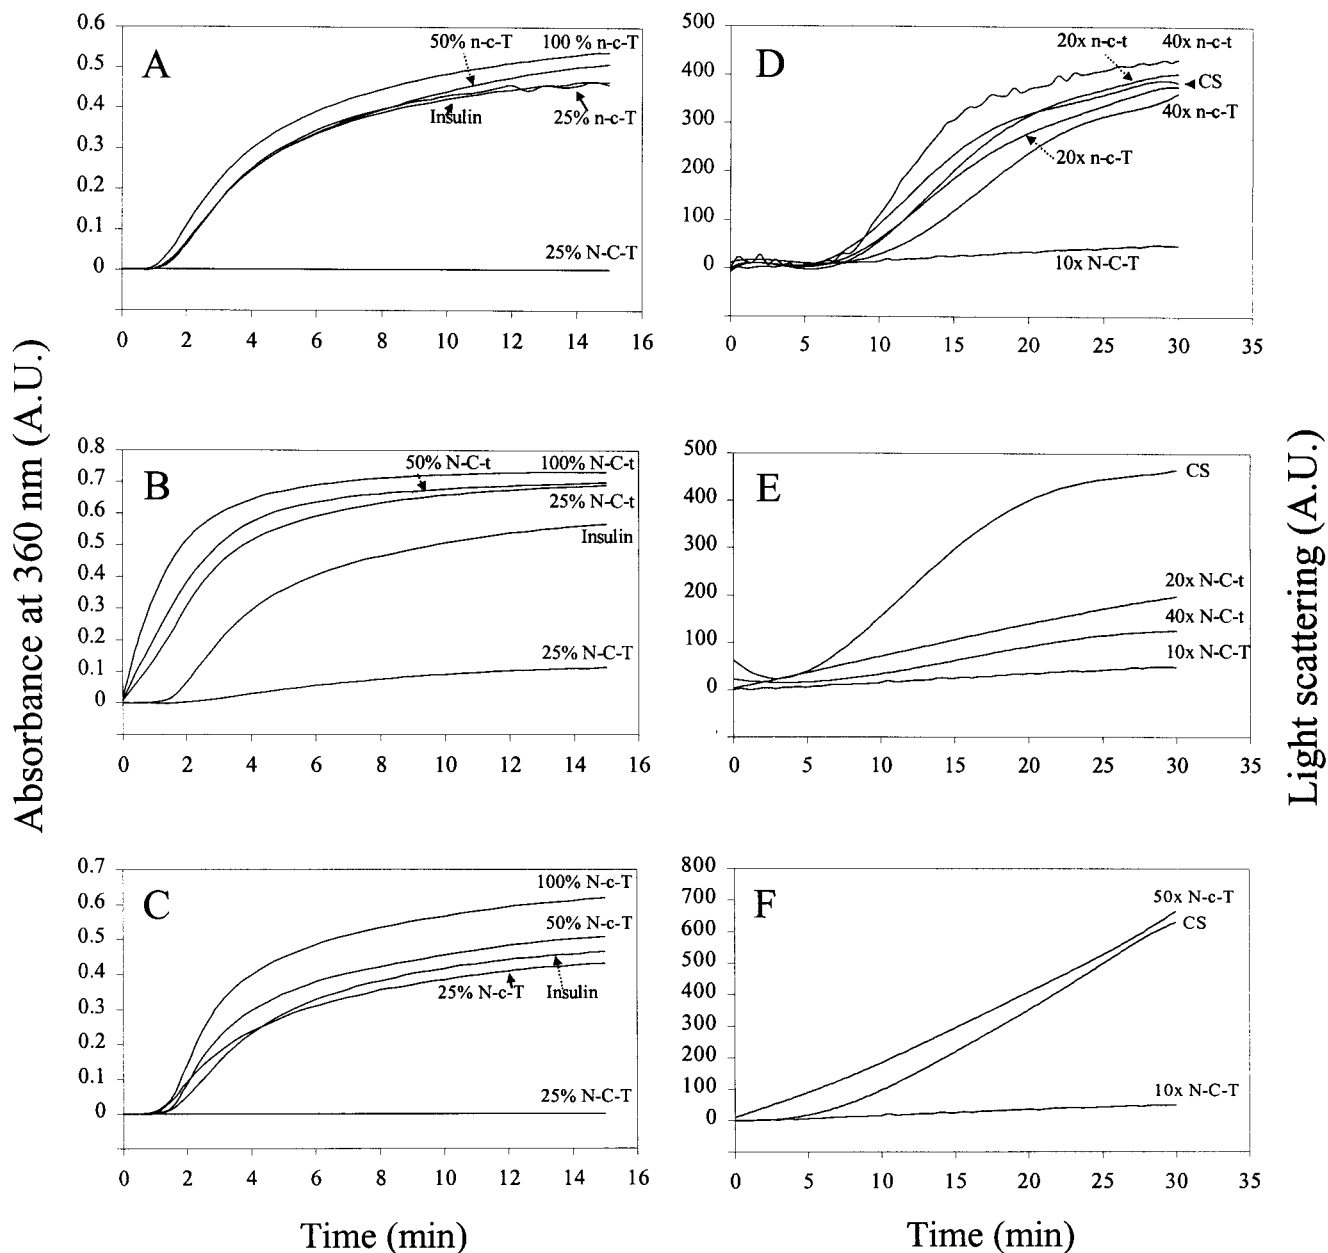 Absorbance at 360 nm (A.U.)
A
0.6
0.5
0.4
0.3
0.2
0.1
0
50% n-c-T
100 % n-c-T
Insulin
25% n-c-T
25% N-C-T
0 2 4 6 8 10 12 14 16
D
500
400
300
200
100
0
20x n-c-t
40x n-c-t
CS
40x n-c-T
20x n-c-T
10x N-C-T
0 5 10 15 20 25 30 35
B
0.8
0.7
0.6
0.5
0.4
0.3
0.2
0.1
0
50% N-C-t
100% N-C-t
25% N-C-t
Insulin
25% N-C-T
0 2 4 6 8 10 12 14 16
E
500
400
300
200
100
0
CS
20x N-C-t
40x N-C-t
10x N-C-T
0 5 10 15 20 25 30 35
C
0.7
0.6
0.5
0.4
0.3
0.2
0.1
0
100% N-c-T
50% N-c-T
25% N-c-T
Insulin
25% N-C-T
0 2 4 6 8 10 12 14 16
F
800
700
600
500
400
300
200
100
0
50x N-c-T
CS
10x N-C-T
0 5 10 15 20 25 30 35
Light scattering (A.U.)
Time (min)
Time (min)